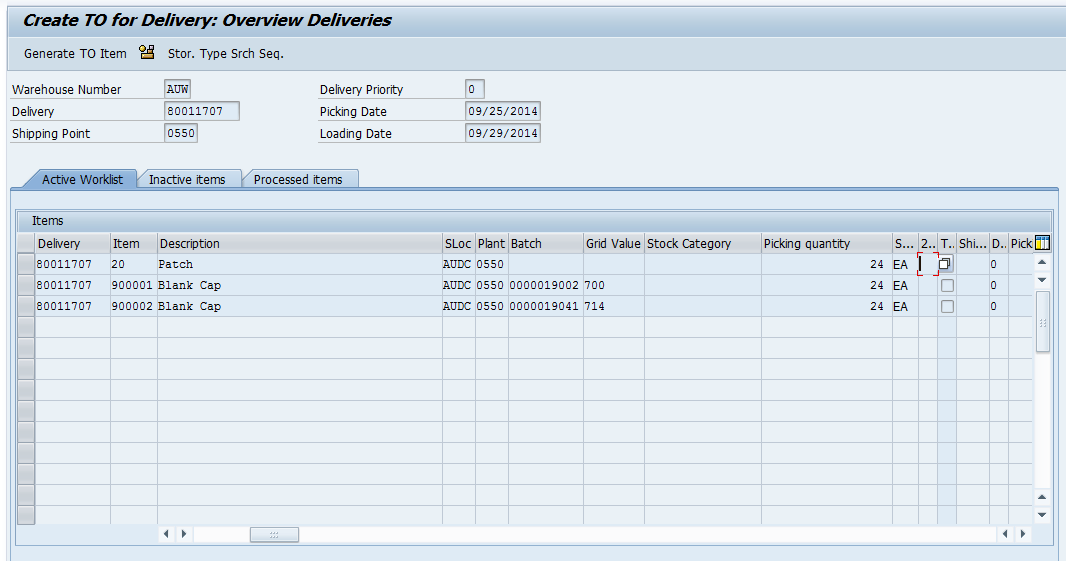 Create TO for Delivery: Overview Deliveries
Generate TO Item Stor. Type Srch Seq.
Warehouse Number AUW Delivery Priority 0
Delivery 80011707 Picking Date 09/25/2014
Shipping Point 0550 Loading Date 09/29/2014
Active Worklist Inactive items Processed items
Items
Delivery Item Description SLoc Plant Batch Grid Value Stock Category Picking quantity S... 2.. T.. Shi... D.. Pick
80011707 20 Patch AUDC 0550 24 EA 0
80011707 900001 Blank Cap AUDC 0550 0000019002 700 24 EA 0
80011707 900002 Blank Cap AUDC 0550 0000019041 714 24 EA 0